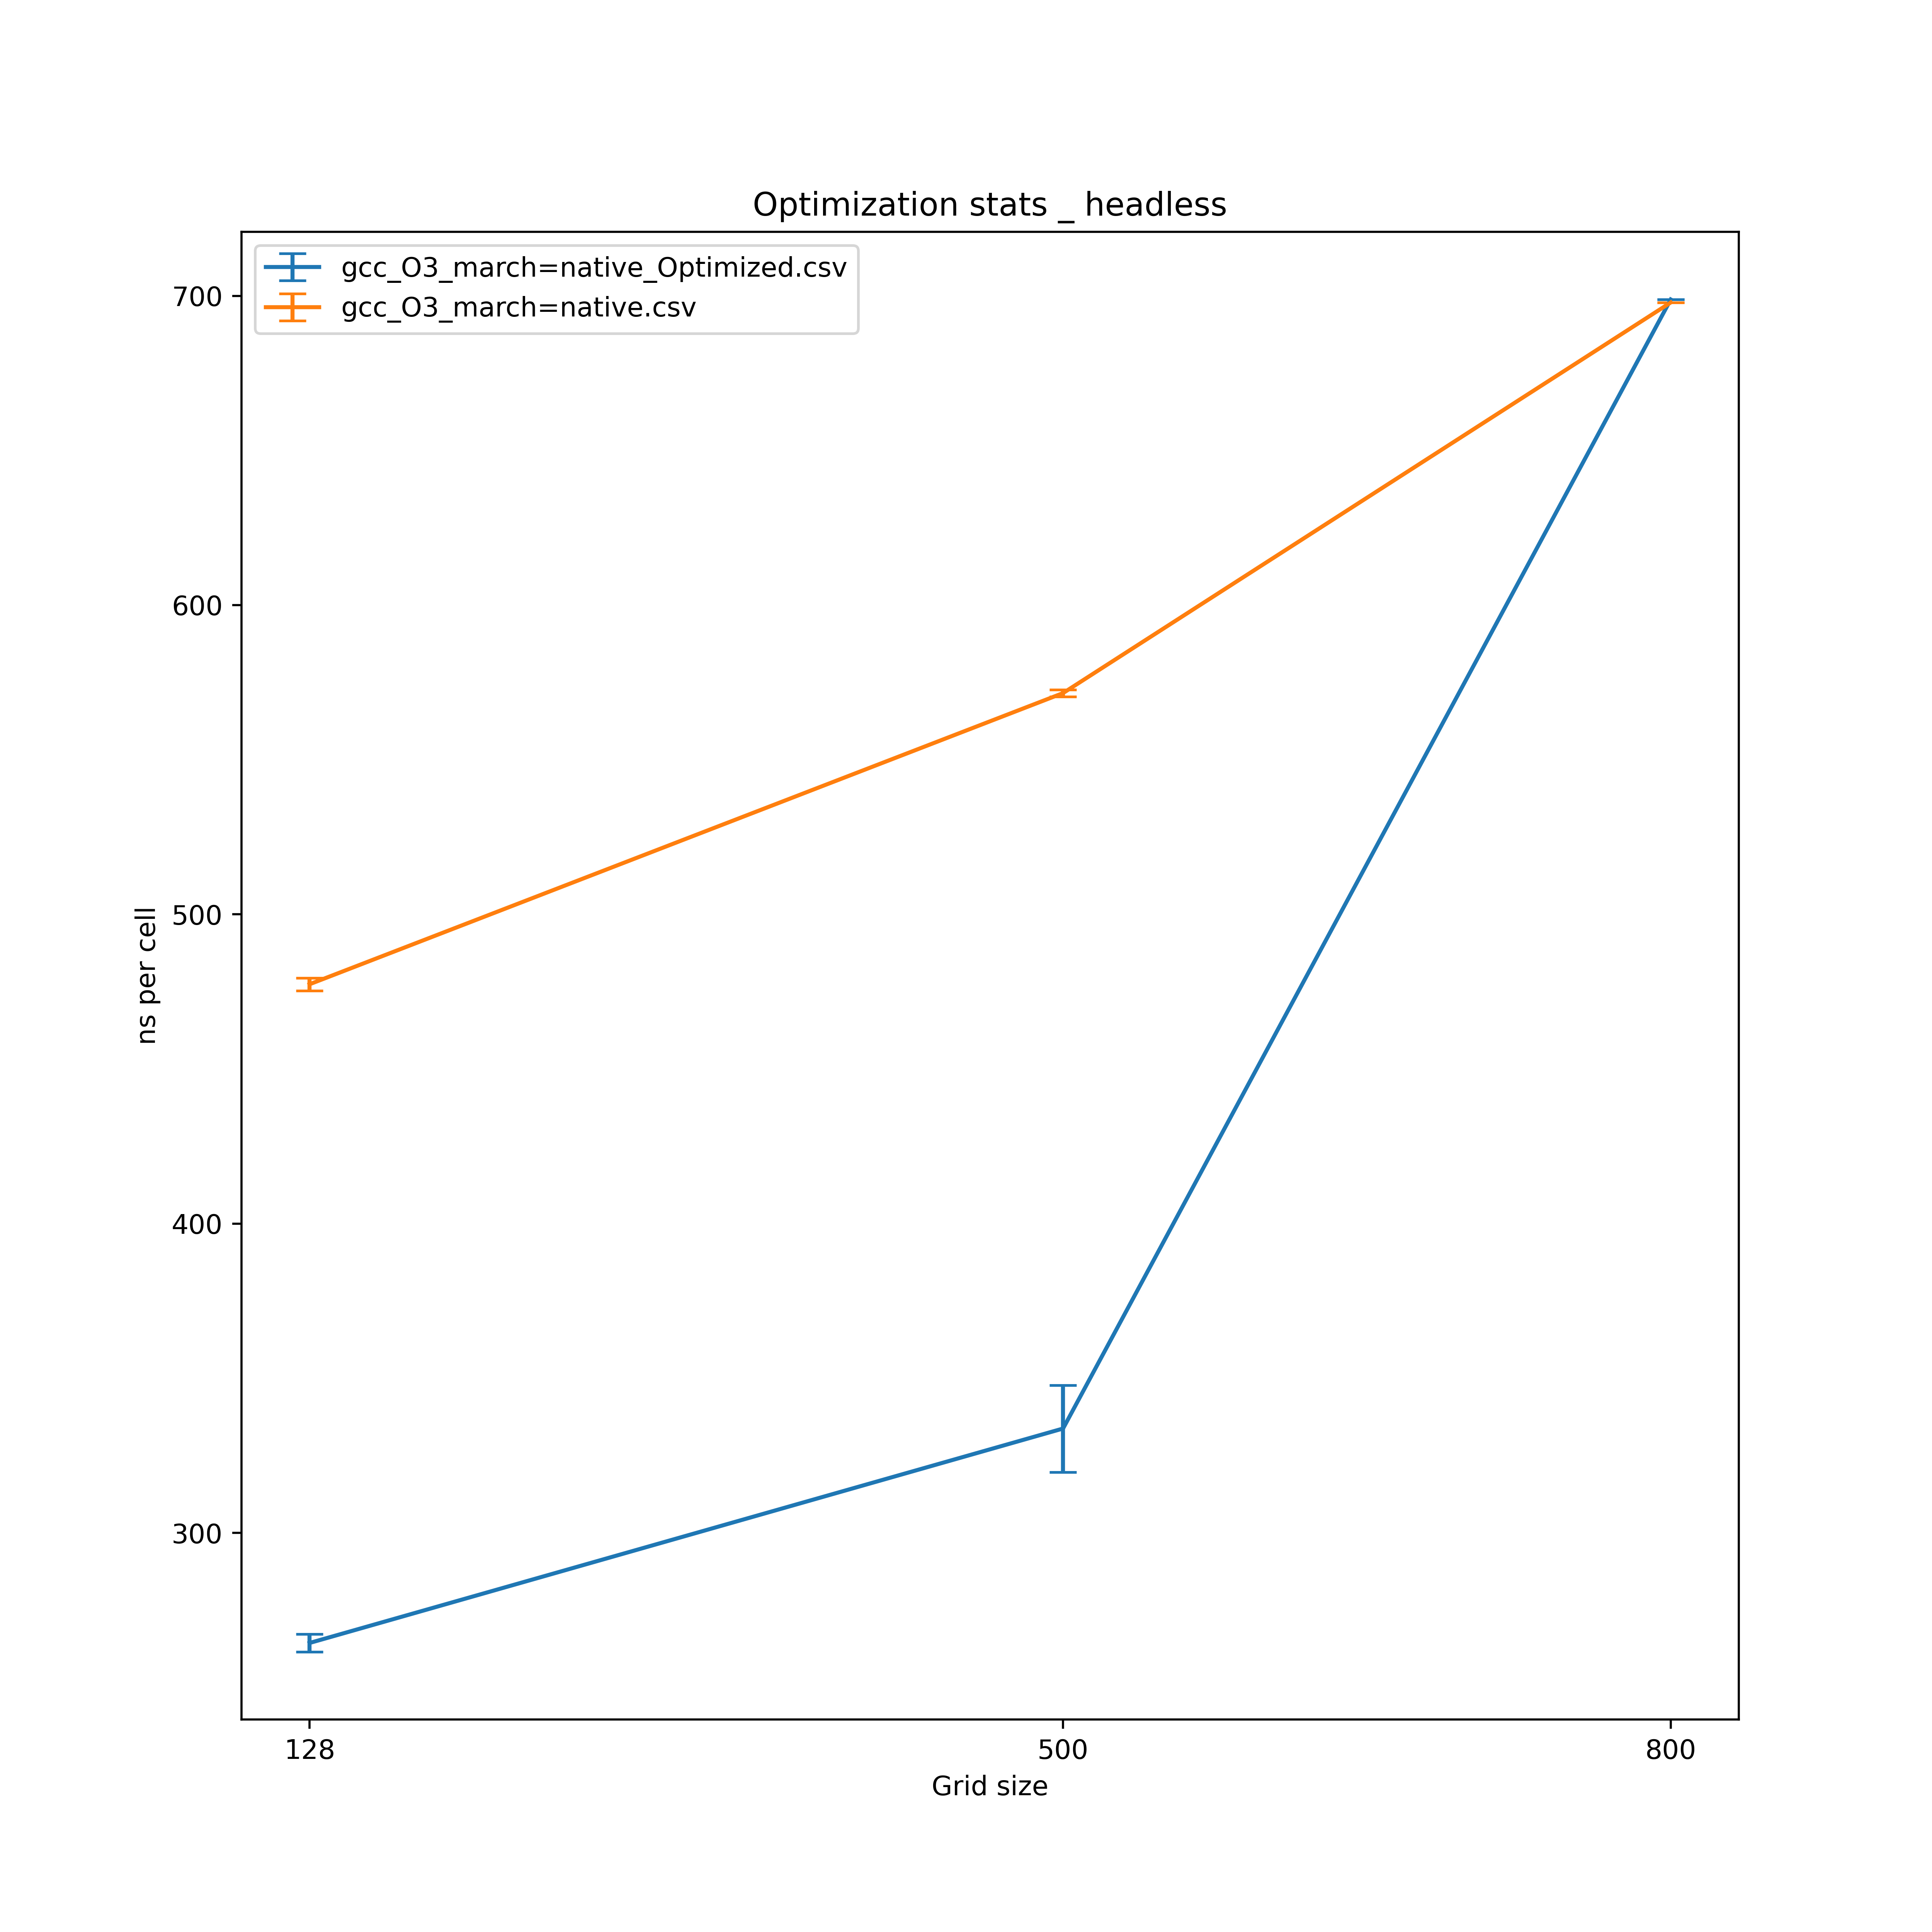 Optimization stats _ headless
gcc_O3_march=native_Optimized.csv
gcc_O3_march=native.csv
700
600
500
400
300
ns per cell
128
500
800
Grid size